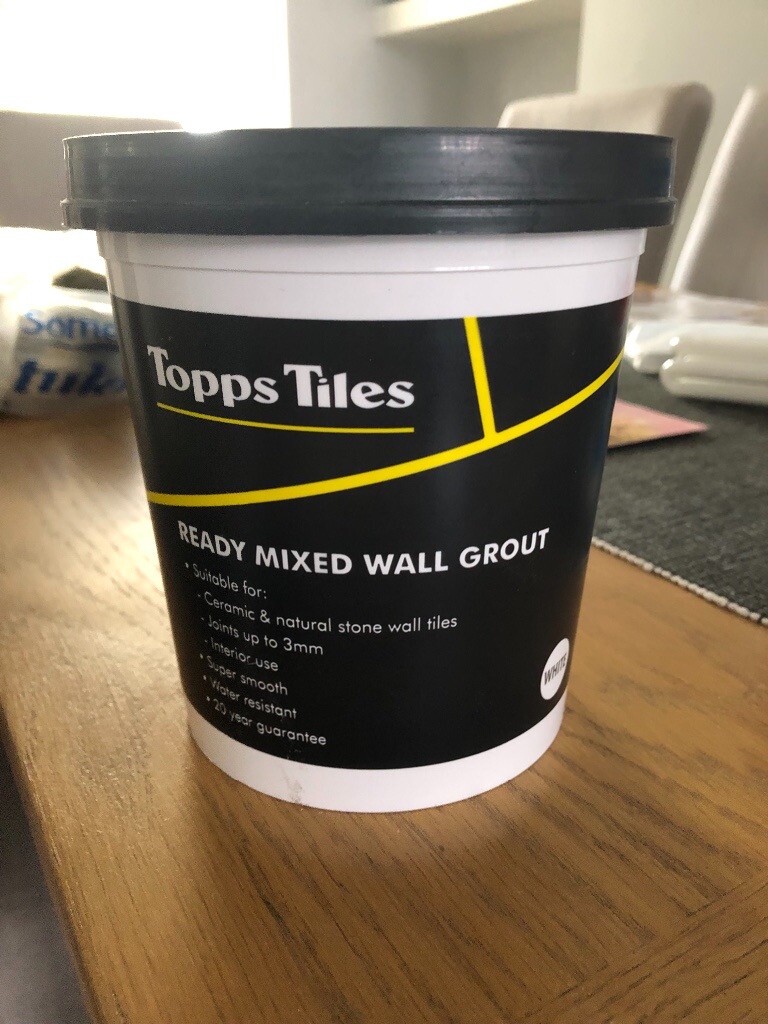 Topps Tiles
READY MIXED WALL GROUT
• Suitable for:
- Ceramic & natural stone wall tiles
- Joints up to 3mm
- Interior use
• Super smooth
• Water resistant
• 20 year guarantee
WHITE
Some